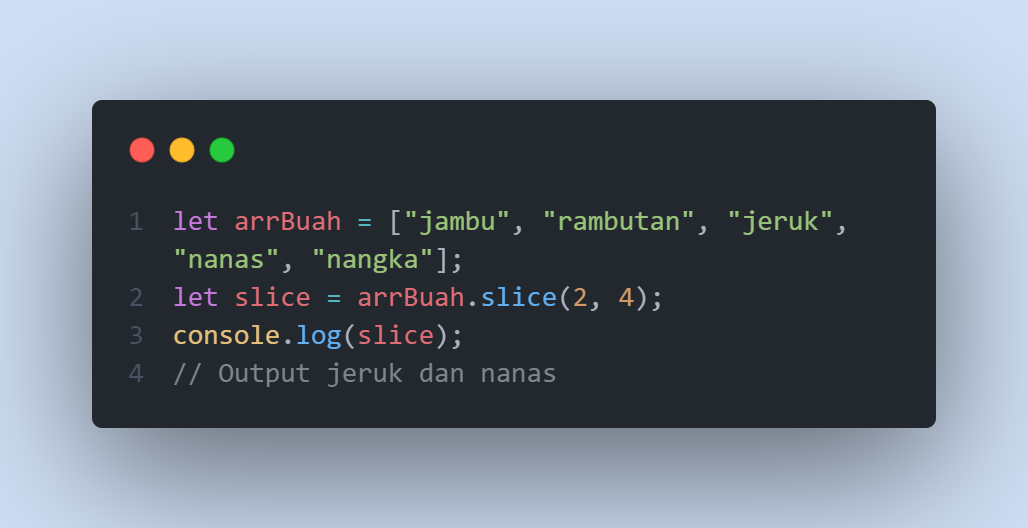 1 let arrBuah = ["jambu", "rambutan", "jeruk",
"nanas", "nangka"];
2 let slice = arrBuah.slice(2, 4);
3 console.log(slice);
4 // Output jeruk dan nanas